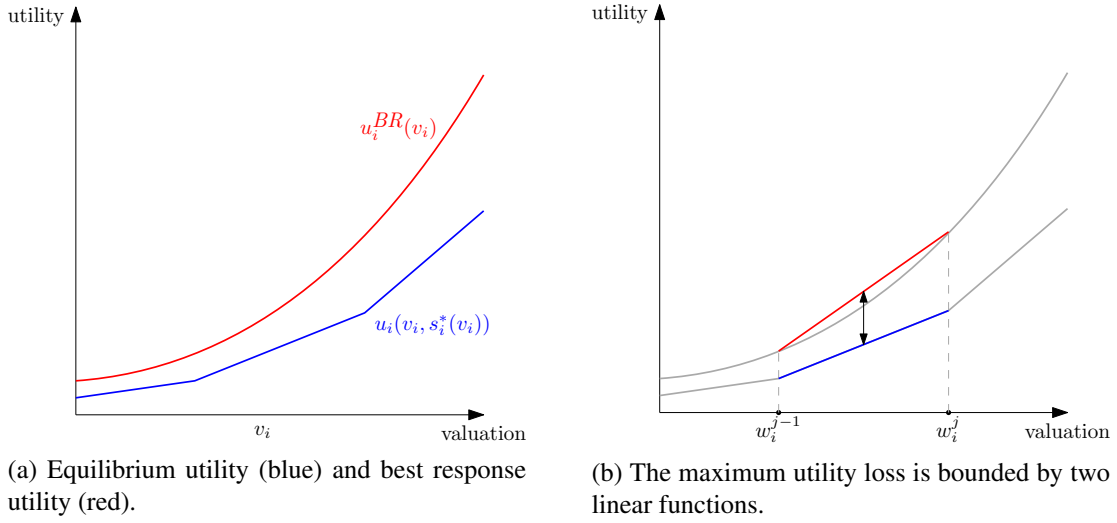 utility
u_i^{BR}(v_i)
u_i(v_i, s_i^*(v_i))
v_i
valuation
(a) Equilibrium utility (blue) and best response
utility (red).
utility
w_i^{j-1}
w_i^j
valuation
(b) The maximum utility loss is bounded by two
linear functions.